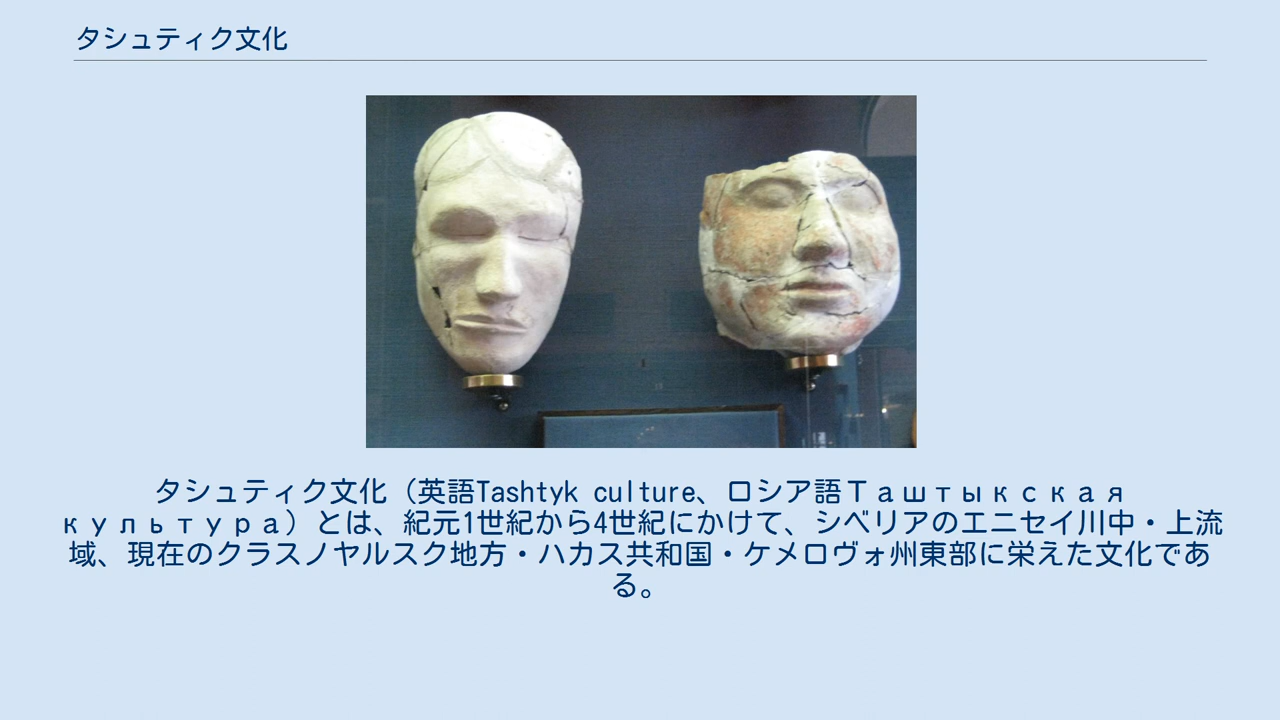 タシュティク文化
タシュティク文化（英語Tashtyk culture、ロシア語Таштыкская
культура）とは、紀元1世紀から4世紀にかけて、シベリアのエニセイ川中・上流
域、現在のクラスノヤルスク地方・ハカス共和国・ケメロヴォ州東部に栄えた文化であ
る。